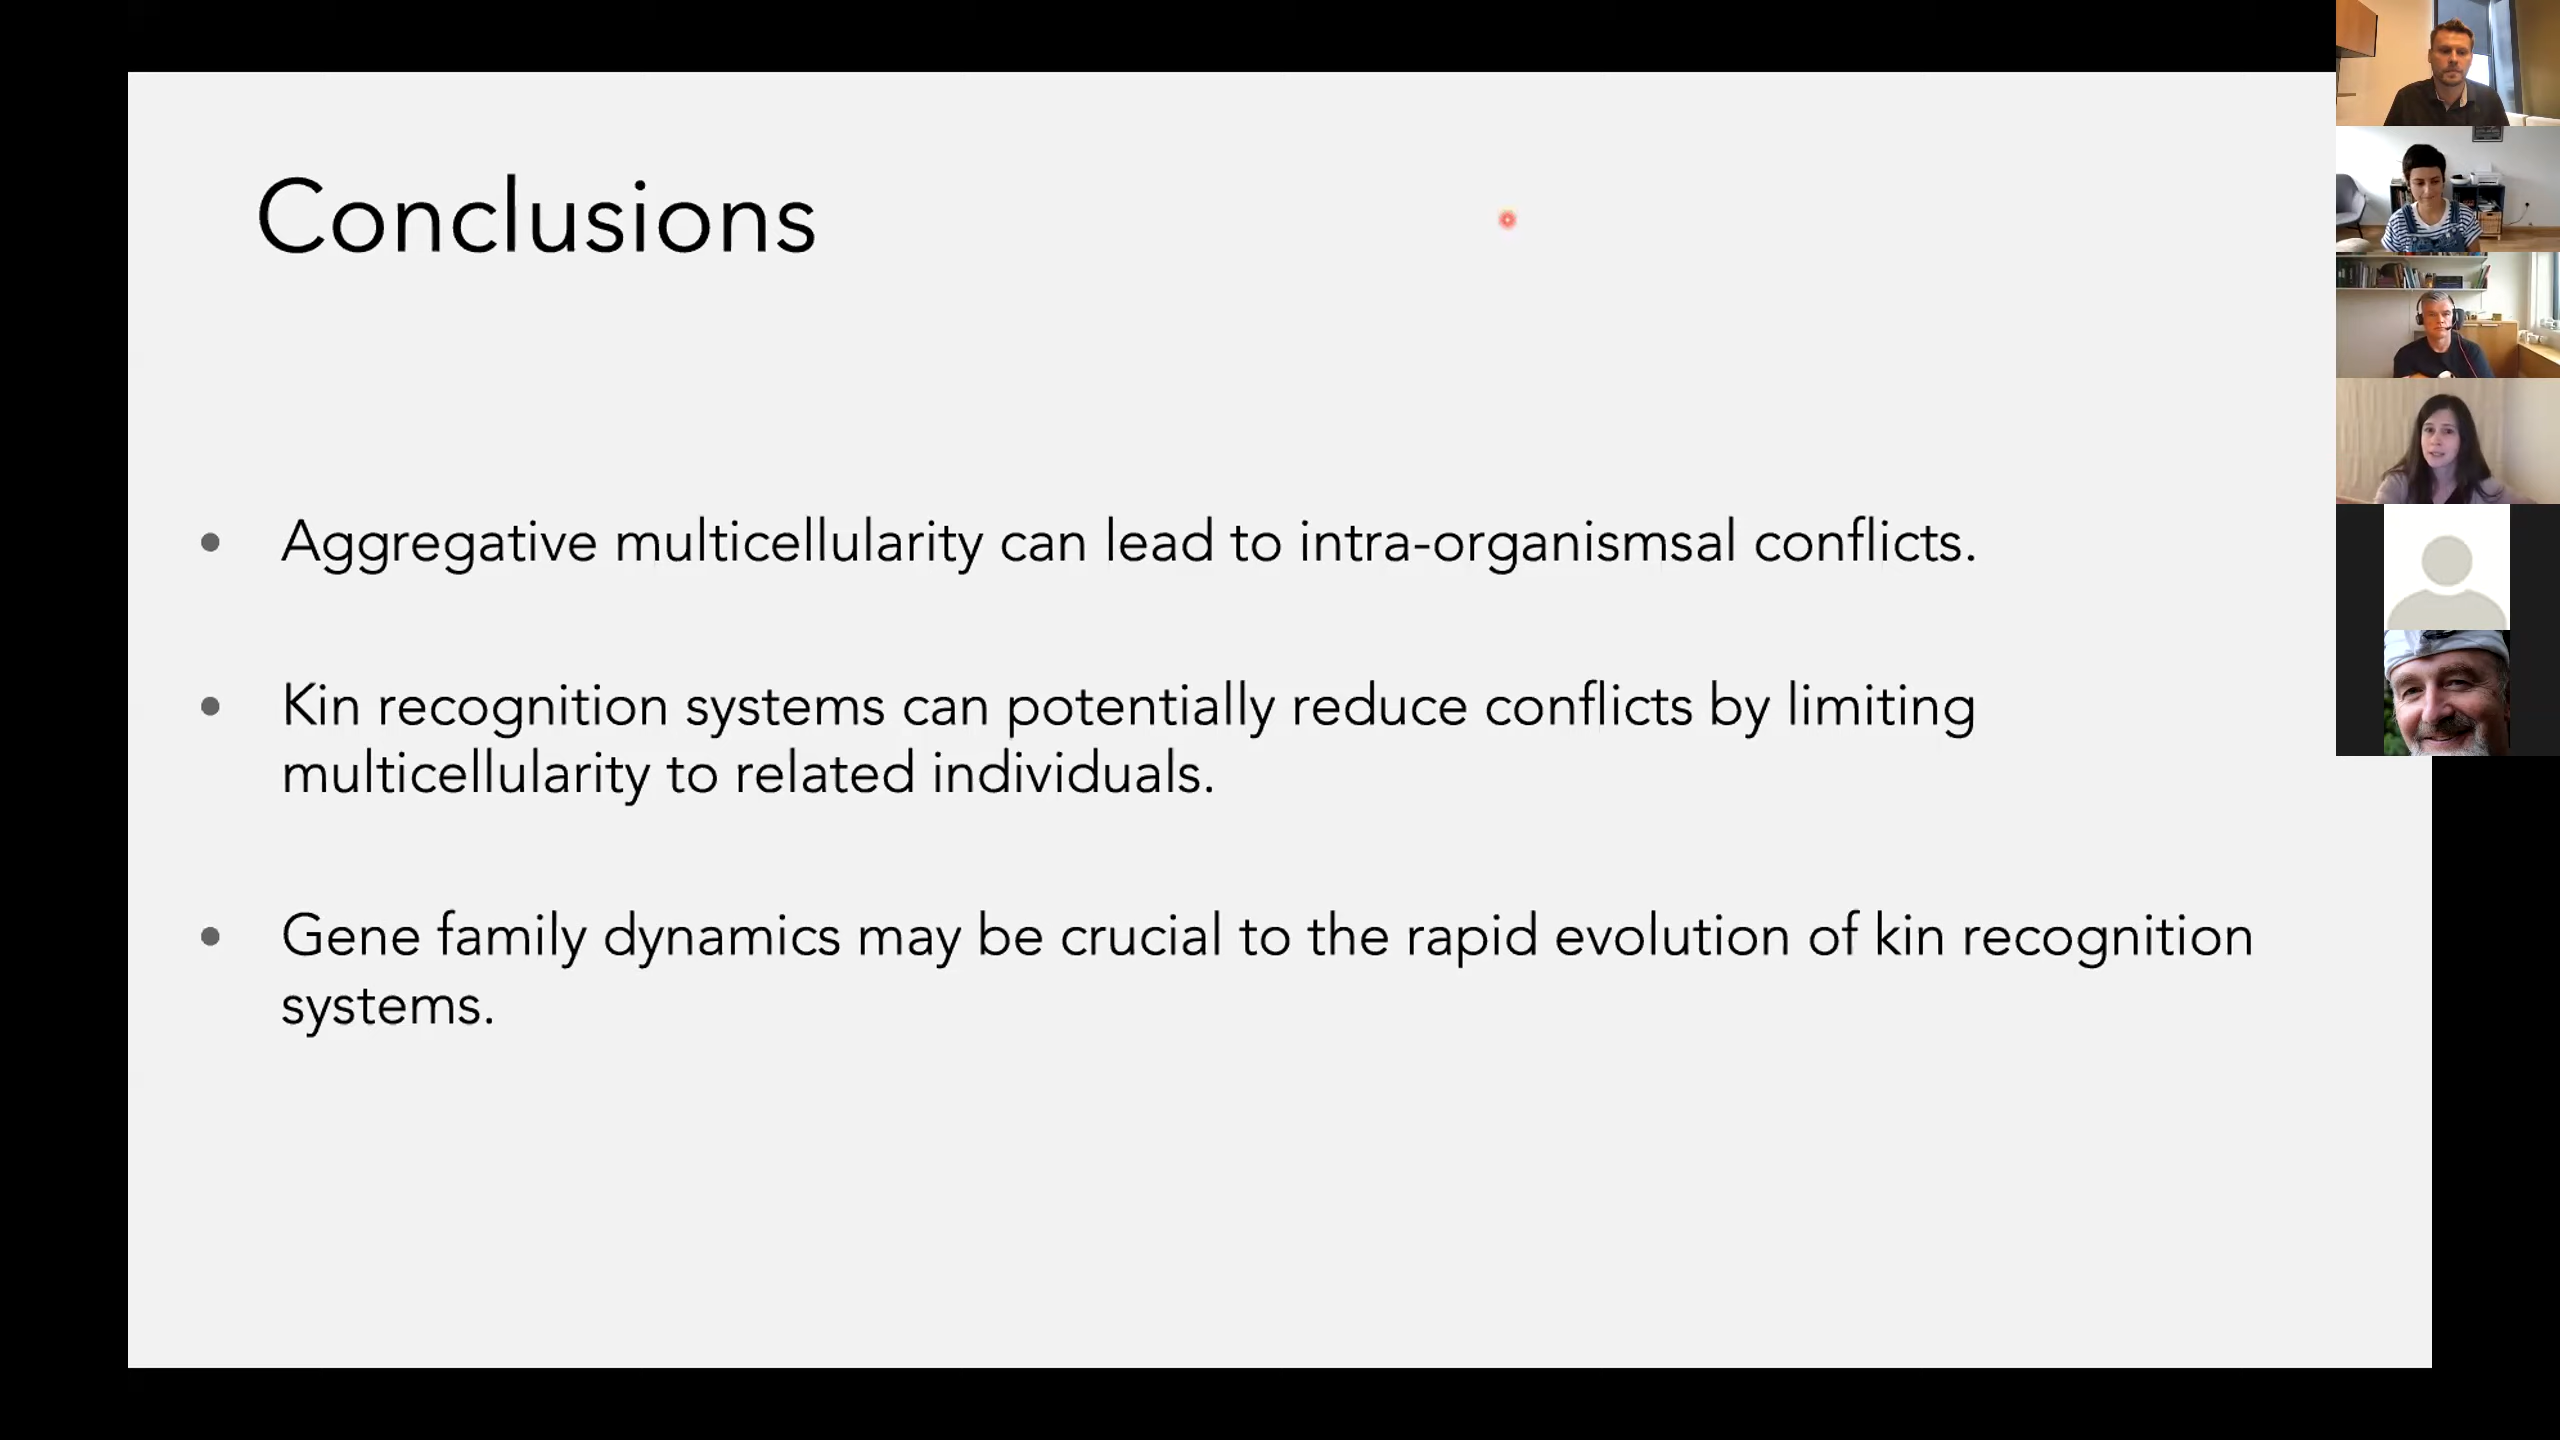 Conclusions
• Aggregative multicellularity can lead to intra-organismsal conflicts.
• Kin recognition systems can potentially reduce conflicts by limiting
multicellularity to related individuals.
• Gene family dynamics may be crucial to the rapid evolution of kin recognition
systems.